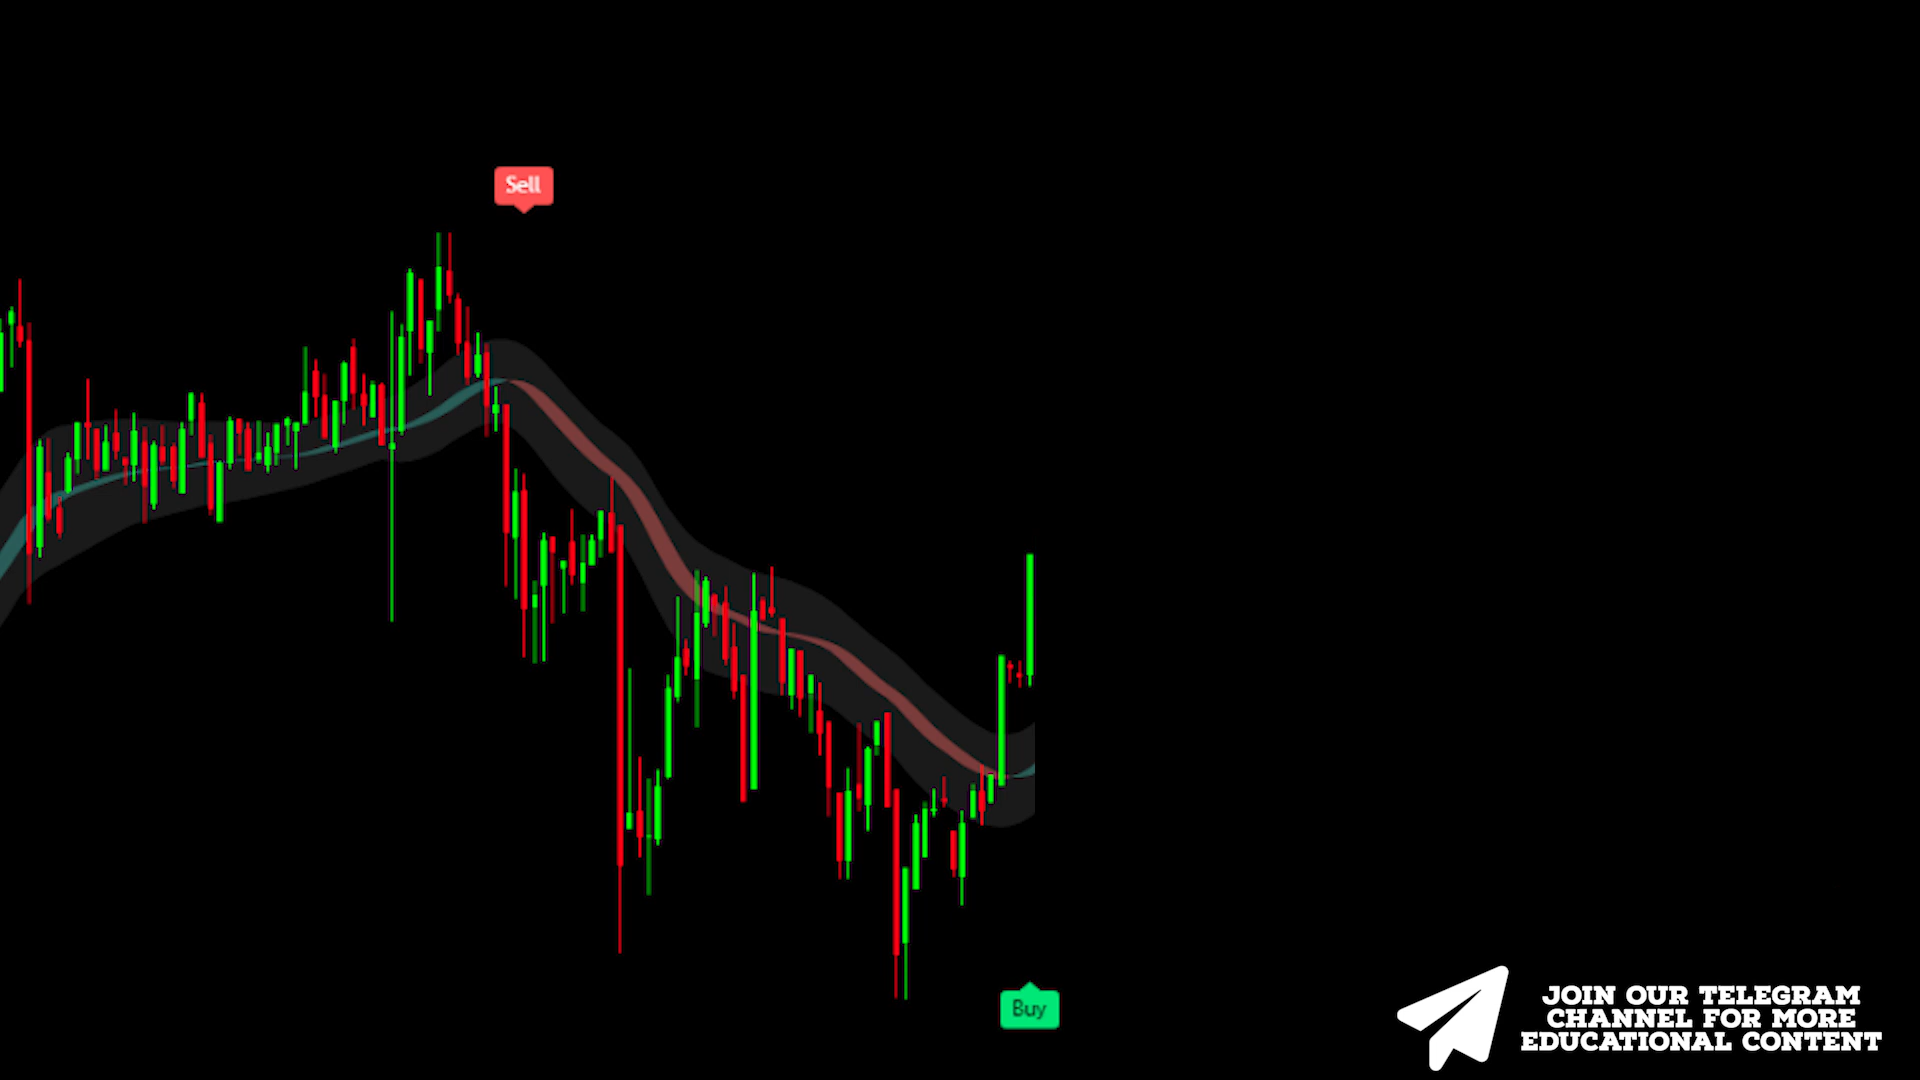 Sell
Buy
JOIN OUR TELEGRAM
CHANNEL FOR MORE
EDUCATIONAL CONTENT